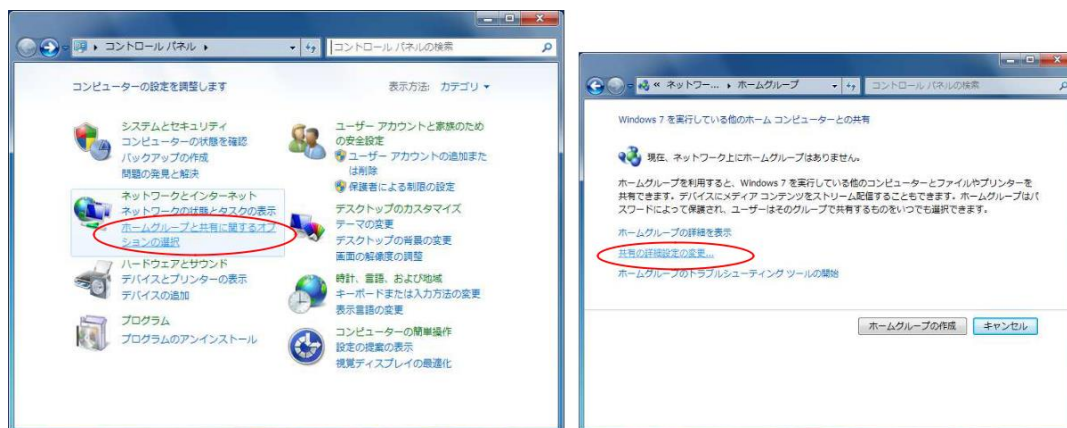 コントロール パネル
コントロール パネルの検索
コンピューターの設定を調整します
表示方法: カテゴリ
システムとセキュリティ
コンピューターの状態を確認
バックアップの作成
問題の発見と解決
ネットワークとインターネット
ネットワークの状態とタスクの表示
ホームグループと共有に関するオプ
ションの選択
ハードウェアとサウンド
デバイスとプリンターの表示
デバイスの追加
プログラム
プログラムのアンインストール
ユーザー アカウントと家族のため
の安全設定
ユーザー アカウントの追加また
は削除
保護者による制限の設定
デスクトップのカスタマイズ
テーマの変更
デスクトップの背景の変更
画面の解像度の調整
時計、言語、および地域
キーボードまたは入力方法の変更
表示言語の変更
コンピューターの簡単操作
設定の提案の表示
視覚ディスプレイの最適化
« ネットワー... ホームグループ
コントロール パネルの検索
Windows 7 を実行している他のホーム コンピューターとの共有
現在、ネットワーク上にホームグループはありません。
ホームグループを利用すると、Windows 7 を実行している他のコンピューターとファイルやプリンターを
共有できます。デバイスにメディア コンテンツをストリーム配信することもできます。ホームグループはパ
スワードによって保護され、ユーザーはそのグループで共有するものをいつでも選択できます。
ホームグループの詳細を表示
共有の詳細設定の変更...
ホームグループのトラブルシューティング ツールの開始
ホームグループの作成
キャンセル